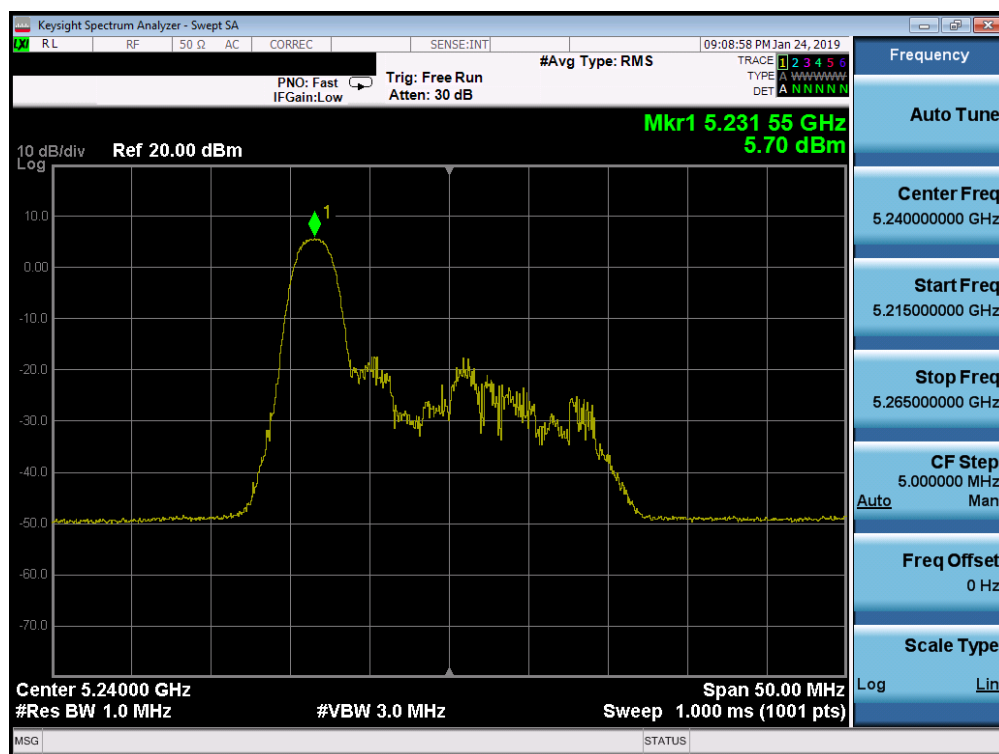 Keysight Spectrum Analyzer - Swept SA
LXI RL RF 50 Ω AC CORREC SENSE:INT 09:08:58 PM Jan 24, 2019
#Avg Type: RMS TRACE 1 2 3 4 5 6
PNO: Fast Trig: Free Run TYPE A WWWWW
IFGain:Low Atten: 30 dB DET A N N N N N
Mkr1 5.231 55 GHz
5.70 dBm
10 dB/div Ref 20.00 dBm
Log
1
10.0
0.00
-10.0
-20.0
-30.0
-40.0
-50.0
-60.0
-70.0
Center 5.24000 GHz Span 50.00 MHz
#Res BW 1.0 MHz #VBW 3.0 MHz Sweep 1.000 ms (1001 pts)
MSG STATUS
Frequency
Auto Tune
Center Freq
5.240000000 GHz
Start Freq
5.215000000 GHz
Stop Freq
5.265000000 GHz
CF Step
5.000000 MHz
Auto Man
Freq Offset
0 Hz
Scale Type
Log Lin